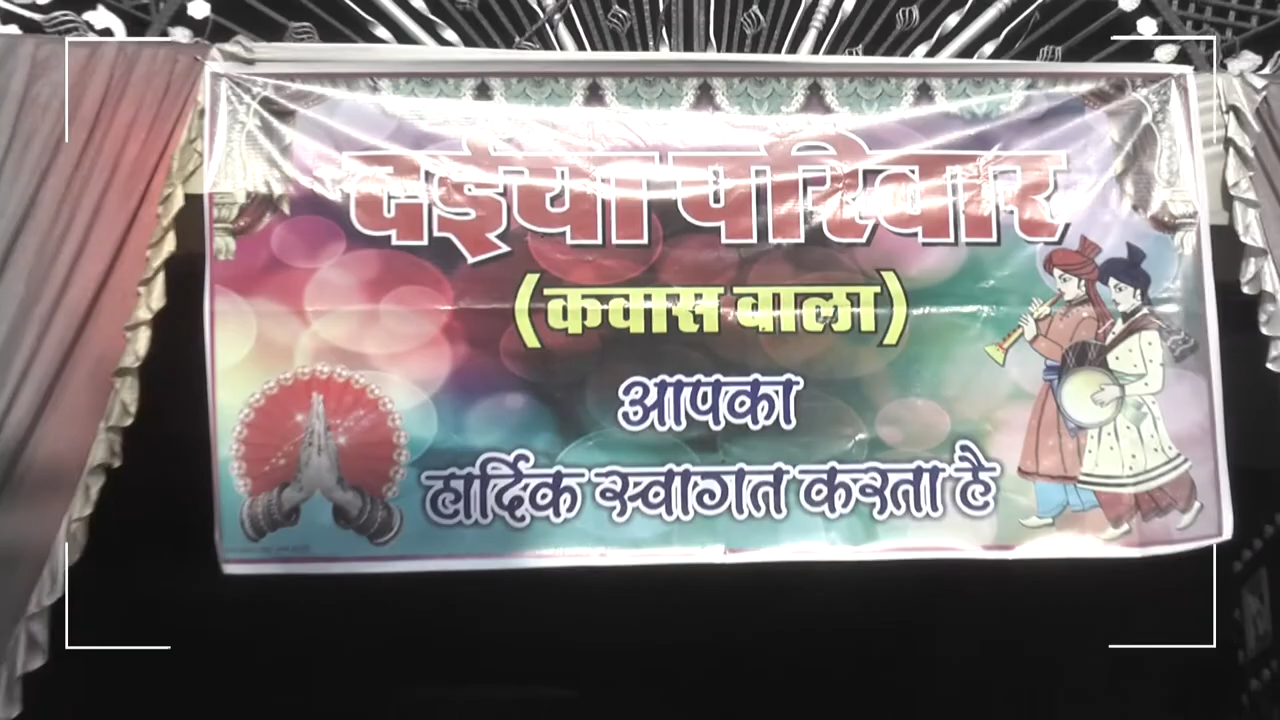 दईया परिवार
(कवास वाला)
आपका
हार्दिक स्वागत करता है